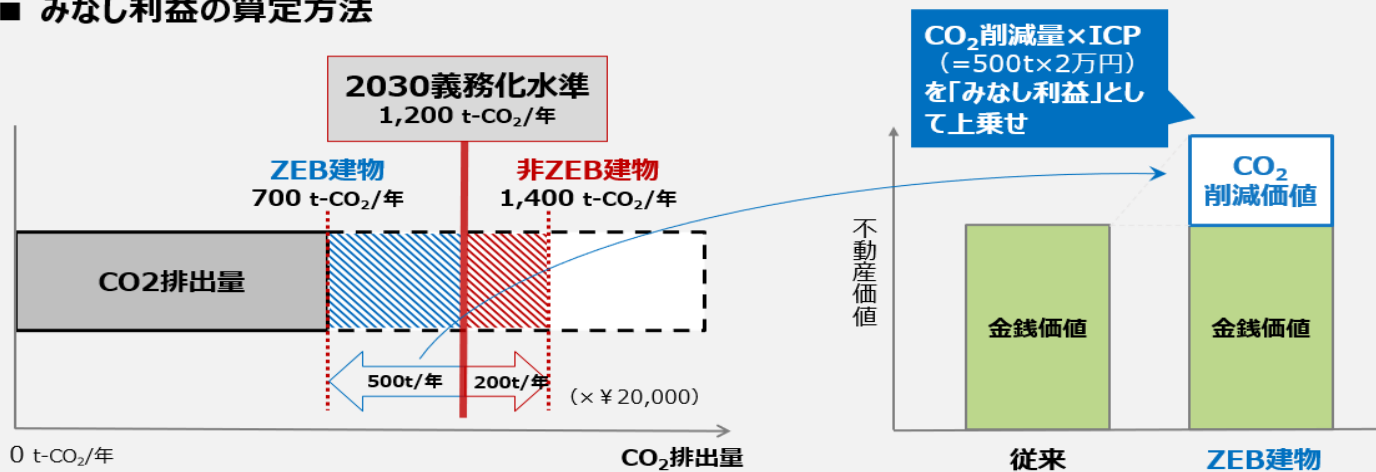 ■ みなし利益の算定方法
2030義務化水準
1,200 t-CO₂/年
ZEB建物
700 t-CO₂/年
非ZEB建物
1,400 t-CO₂/年
CO2排出量
500t/年
200t/年
(×¥20,000)
0 t-CO₂/年
CO₂排出量
CO₂削減量×ICP
(=500t×2万円)
を「みなし利益」とし
て上乗せ
不動産価値
CO₂
削減価値
金銭価値
金銭価値
従来
ZEB建物